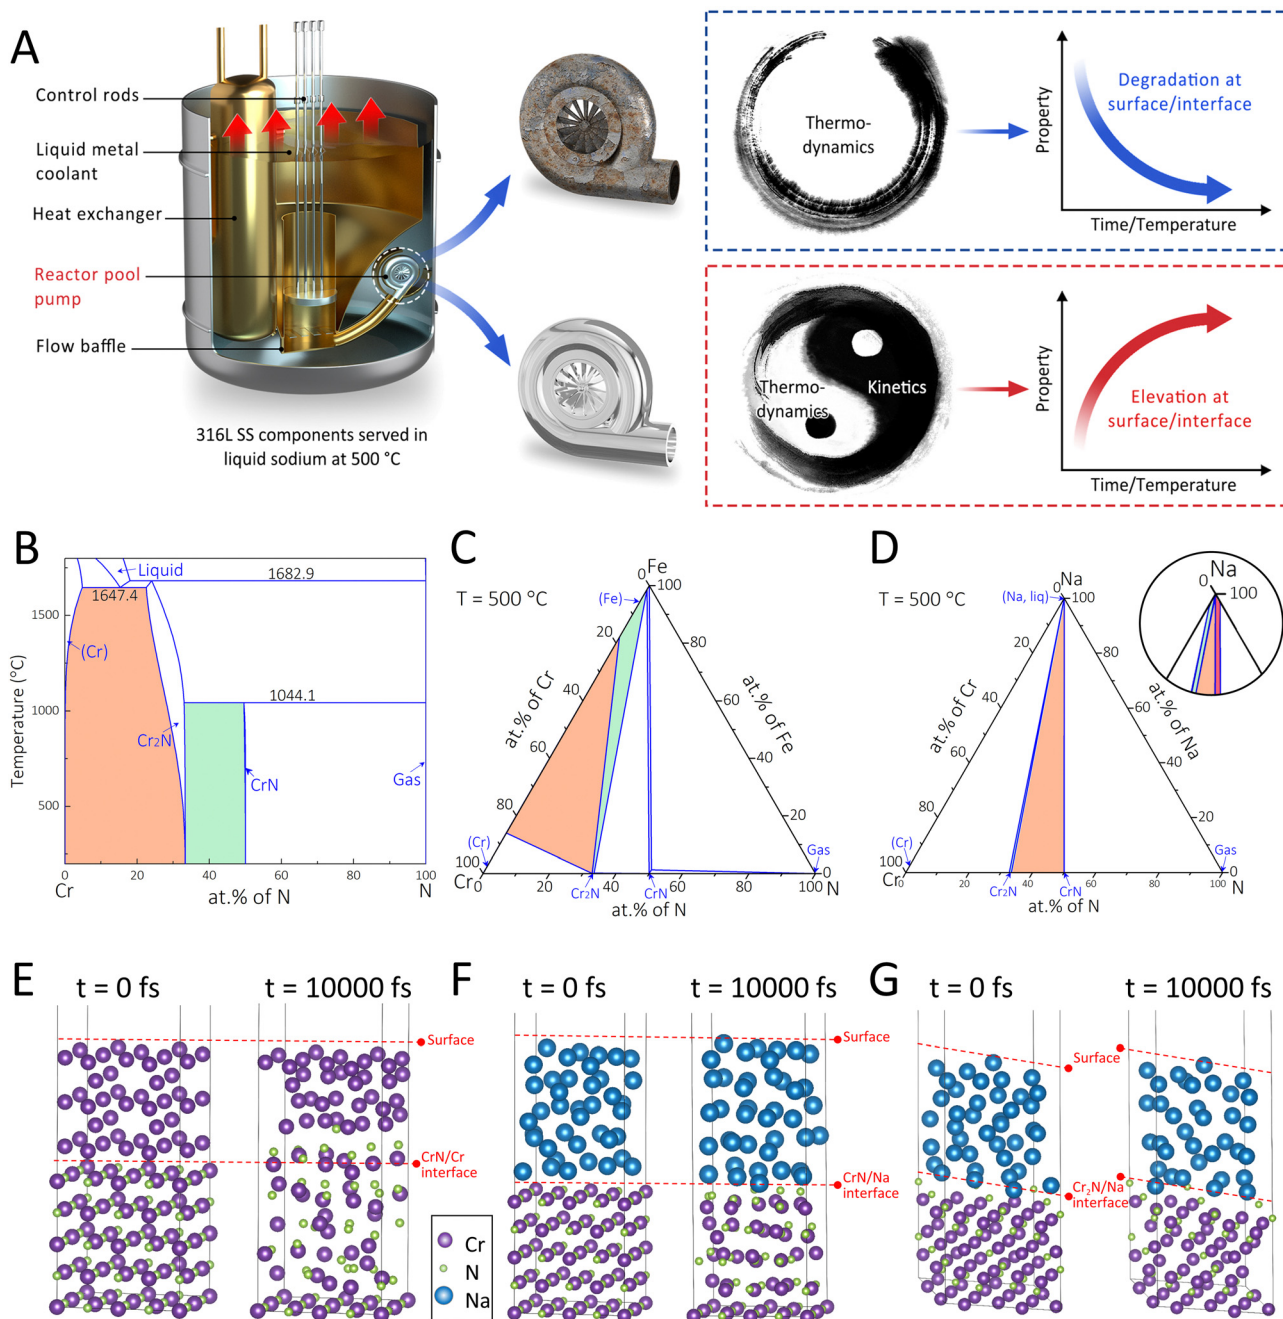 A
Control rods
Liquid metal
coolant
Heat exchanger
Reactor pool
pump
Flow baffle
316L SS components served in
liquid sodium at 500 °C
Thermo-
dynamics
Property
Degradation at
surface/interface
Time/Temperature
Thermo-
dynamics
Kinetics
Property
Elevation at
surface/interface
Time/Temperature
B
Temperature (°C)
1500
1000
500
Liquid
1682.9
1647.4
(Cr)
1044.1
Cr₂N
CrN
Gas
0
20
40
60
80
100
Cr
N
at.% of N
C
T = 500 °C
Fe
0
100
(Fe)
20
40
60
80
100
at.% of Cr
80
60
40
20
0
at.% of Fe
(Cr)
Gas
Cr
0
20
40
60
80
100
N
Cr₂N
CrN
at.% of N
D
T = 500 °C
Na
0
100
(Na, liq)
20
40
60
80
100
at.% of Cr
80
60
40
20
0
at.% of Na
Na
0
100
(Cr)
Gas
Cr
0
20
40
60
80
100
N
Cr₂N
CrN
at.% of N
E
t = 0 fs
t = 10000 fs
Surface
CrN/Cr
interface
Cr
N
Na
F
t = 0 fs
t = 10000 fs
Surface
CrN/Na
interface
G
t = 0 fs
t = 10000 fs
Surface
Cr₂N/Na
interface